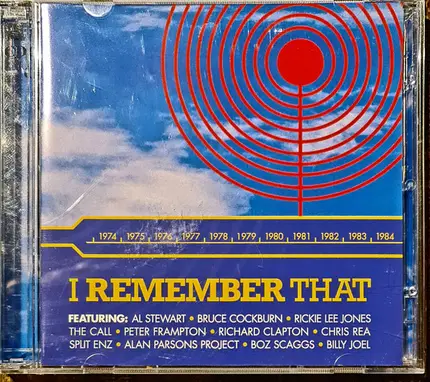 1974 1975 1976 1977 1978 1979 1980 1981 1982 1983 1984
I REMEMBER THAT
FEATURING: AL STEWART • BRUCE COCKBURN • RICKIE LEE JONES
THE CALL • PETER FRAMPTON • RICHARD CLAPTON • CHRIS REA
SPLIT ENZ • ALAN PARSONS PROJECT • BOZ SCAGGS • BILLY JOEL